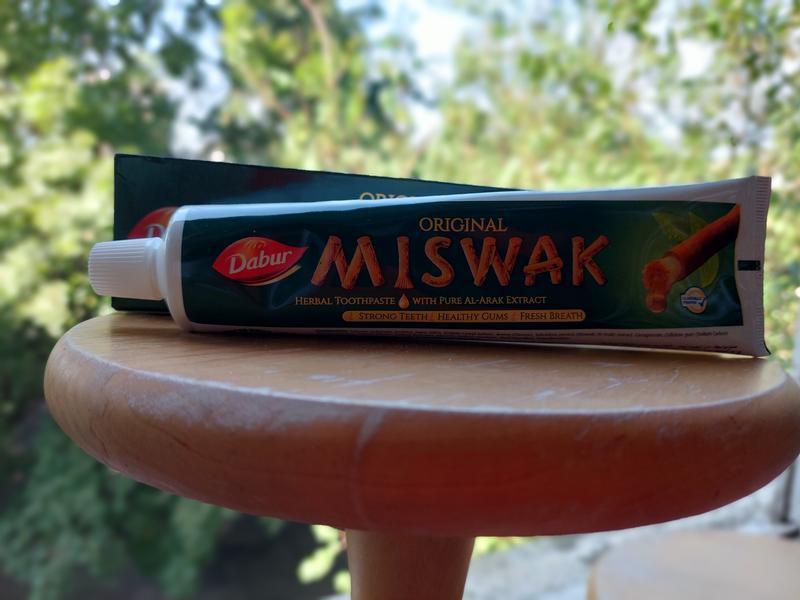 ORIGINAL
Dabur
MISWAK
HERBAL TOOTHPASTE WITH PURE AL-ARAK EXTRACT
STRONG TEETH HEALTHY GUMS FRESH BREATH